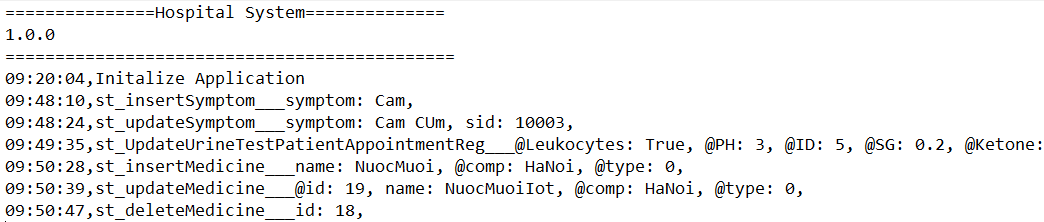 ===============Hospital System==============
1.0.0
=============================================
09:20:04,Initalize Application
09:48:10,st_insertSymptom___symptom: Cam,
09:48:24,st_updateSymptom___symptom: Cam CUm, sid: 10003,
09:49:35,st_UpdateUrineTestPatientAppointmentReg___@Leukocytes: True, @PH: 3, @ID: 5, @SG: 0.2, @Ketone:
09:50:28,st_insertMedicine___name: NuocMuoi, @comp: HaNoi, @type: 0,
09:50:39,st_updateMedicine___@id: 19, name: NuocMuoiIot, @comp: HaNoi, @type: 0,
09:50:47,st_deleteMedicine___id: 18,